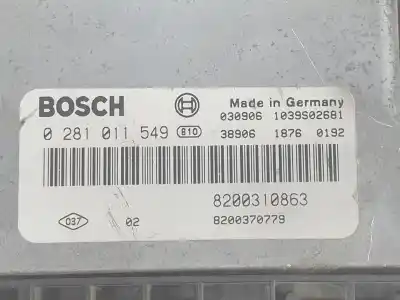 BOSCH Made in Germany
030906 1039S02681
0 281 011 549 810 38906 1876 0192
8200310863
037 02 8200370779